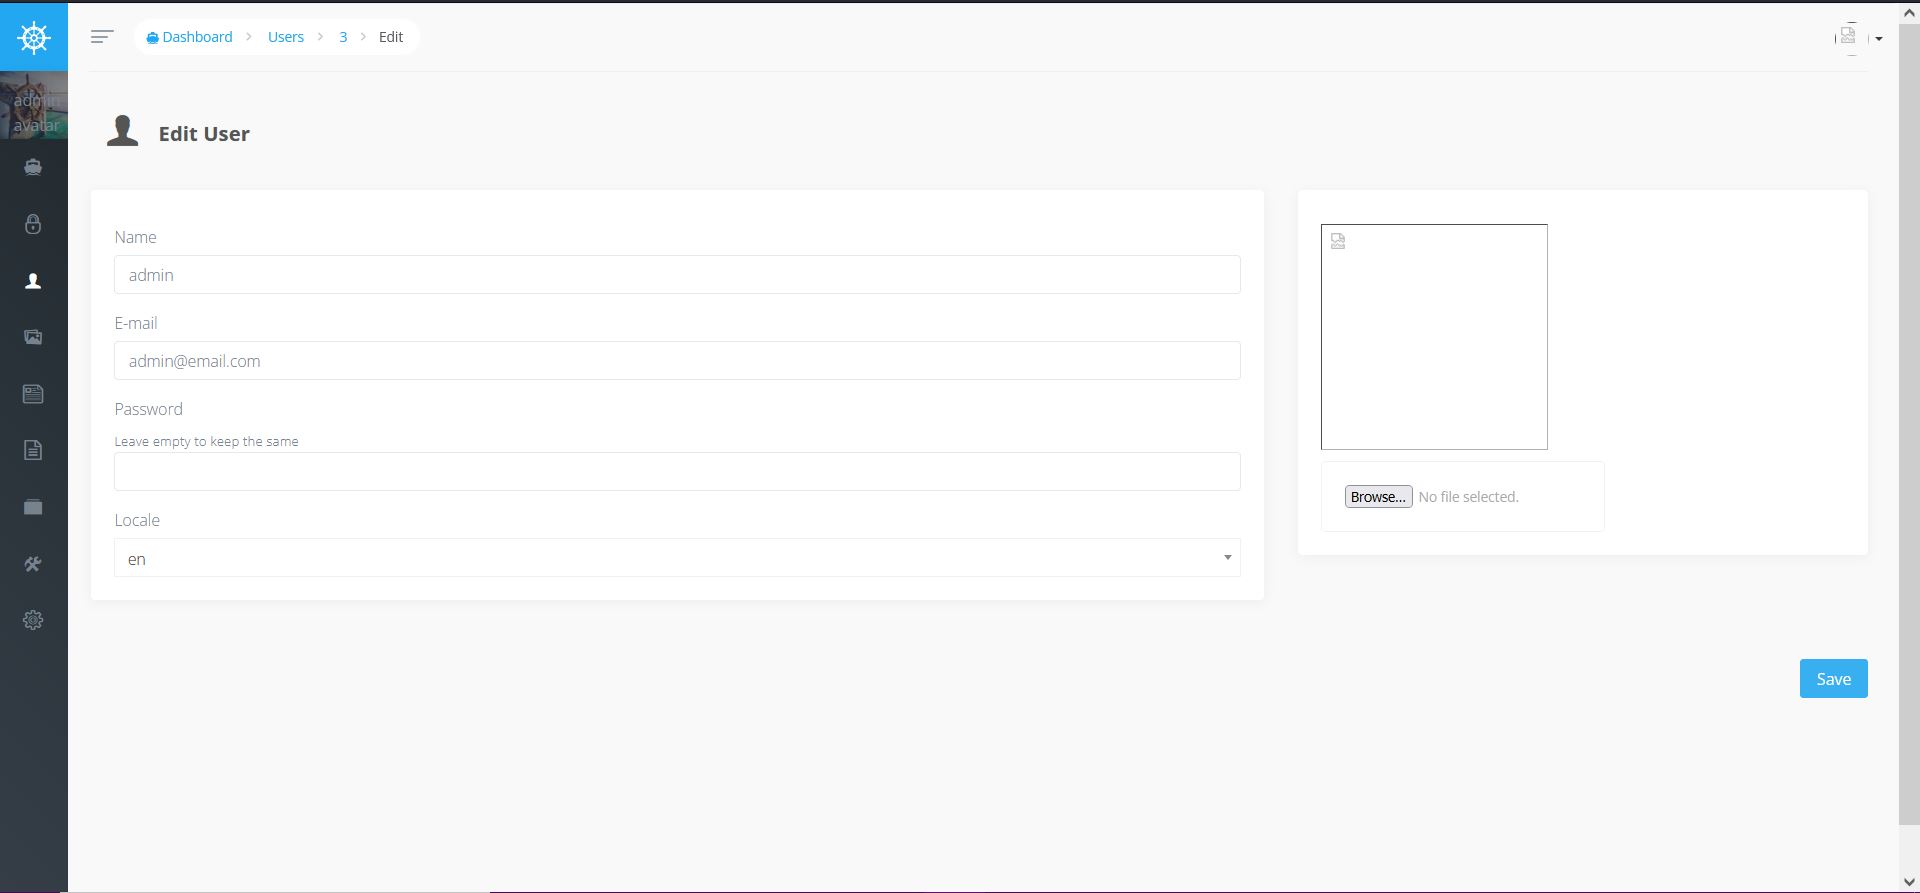 Dashboard > Users > 3 > Edit
admin
avatar
Edit User
Name
admin
E-mail
admin@email.com
Password
Leave empty to keep the same
Locale
en
Browse... No file selected.
Save